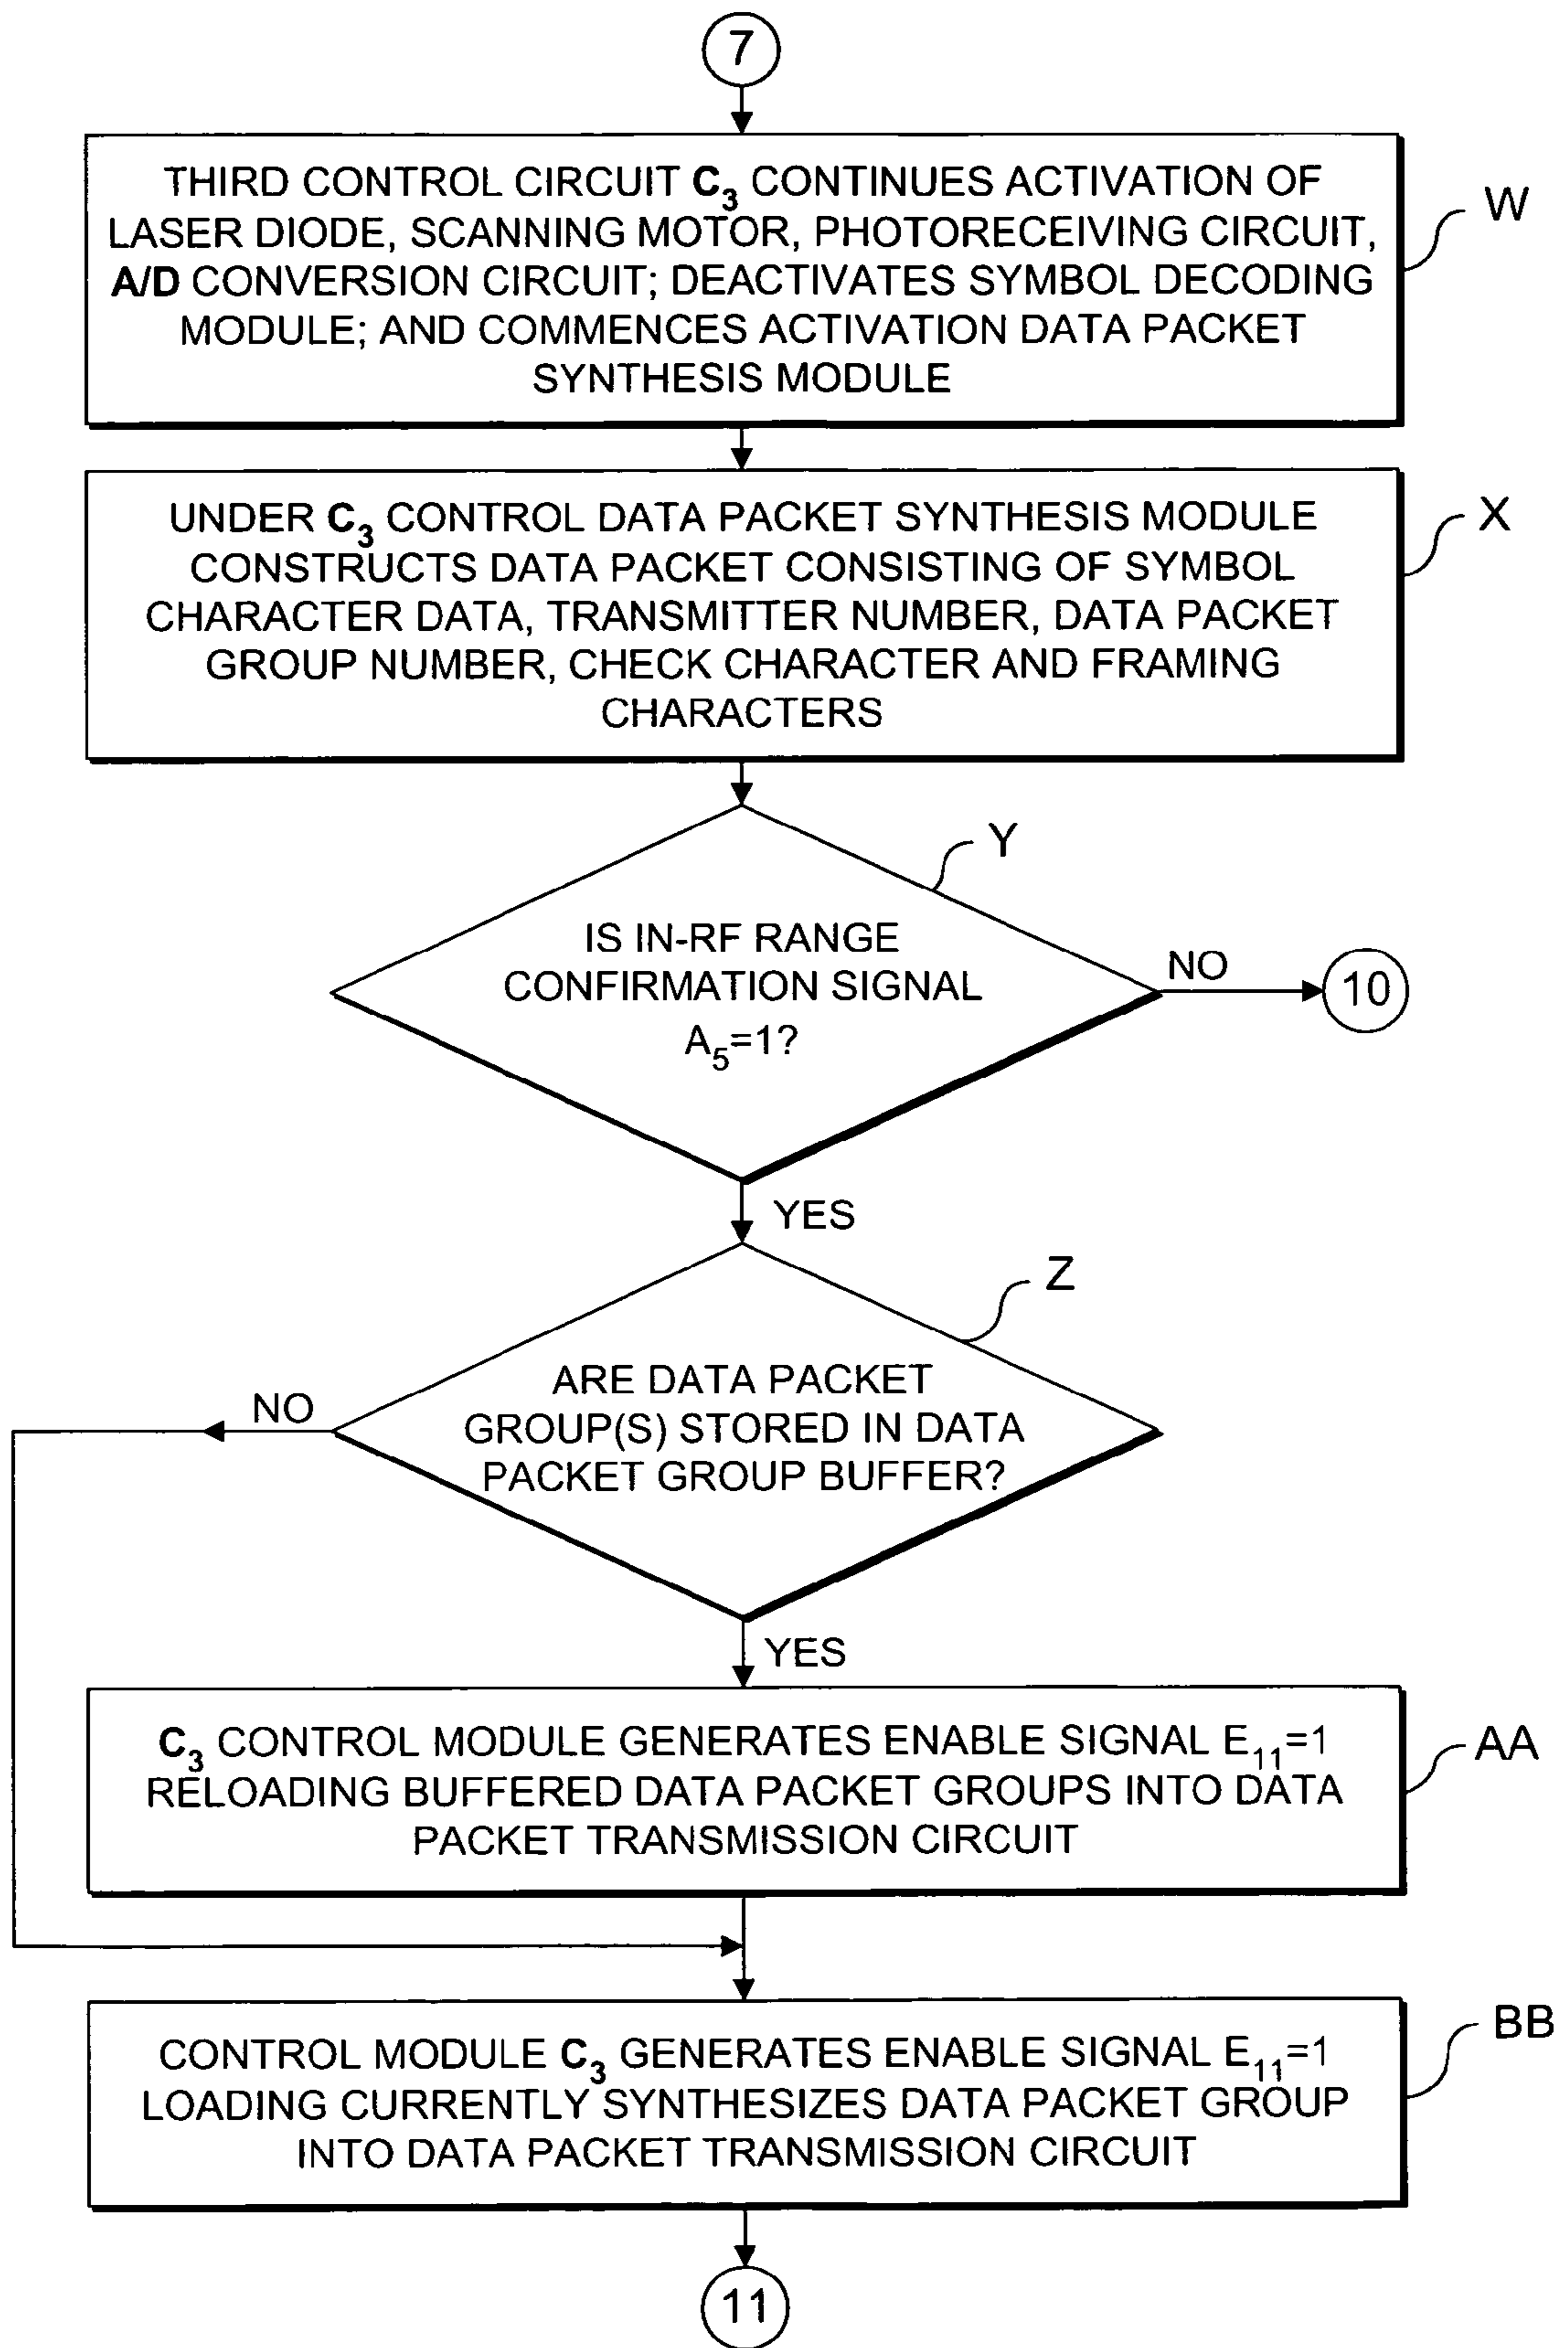 7
THIRD CONTROL CIRCUIT C3 CONTINUES ACTIVATION OF
LASER DIODE, SCANNING MOTOR, PHOTORECEIVING CIRCUIT,
A/D CONVERSION CIRCUIT; DEACTIVATES SYMBOL DECODING
MODULE; AND COMMENCES ACTIVATION DATA PACKET
SYNTHESIS MODULE
W
UNDER C3 CONTROL DATA PACKET SYNTHESIS MODULE
CONSTRUCTS DATA PACKET CONSISTING OF SYMBOL
CHARACTER DATA, TRANSMITTER NUMBER, DATA PACKET
GROUP NUMBER, CHECK CHARACTER AND FRAMING
CHARACTERS
X
Y
IS IN-RF RANGE
CONFIRMATION SIGNAL
A5=1?
NO
10
YES
Z
ARE DATA PACKET
GROUP(S) STORED IN DATA
PACKET GROUP BUFFER?
NO
YES
C3 CONTROL MODULE GENERATES ENABLE SIGNAL E11=1
RELOADING BUFFERED DATA PACKET GROUPS INTO DATA
PACKET TRANSMISSION CIRCUIT
AA
CONTROL MODULE C3 GENERATES ENABLE SIGNAL E11=1
LOADING CURRENTLY SYNTHESIZES DATA PACKET GROUP
INTO DATA PACKET TRANSMISSION CIRCUIT
BB
11